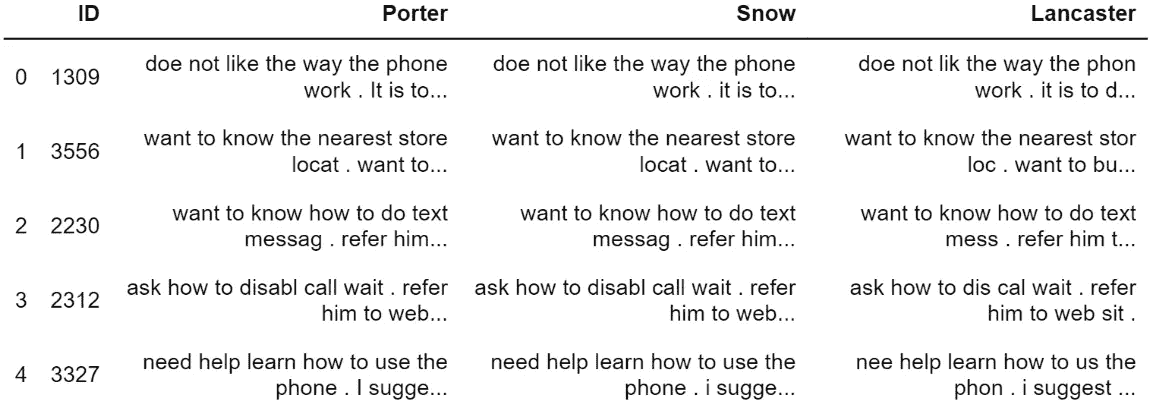 ID Porter Snow Lancaster
0 1309 doe not like the way the phone work . It is to... doe not like the way the phone work . it is to... doe not lik the way the phon work . it is to d...
1 3556 want to know the nearest store locat . want to... want to know the nearest store locat . want to... want to know the nearest stor loc . want to bu...
2 2230 want to know how to do text messag . refer him... want to know how to do text messag . refer him... want to know how to do text mess . refer him t...
3 2312 ask how to disabl call wait . refer him to web... ask how to disabl call wait . refer him to web... ask how to dis cal wait . refer him to web sit .
4 3327 need help learn how to use the phone . I sugge... need help learn how to use the phone . i sugge... nee help learn how to us the phon . i suggest ...